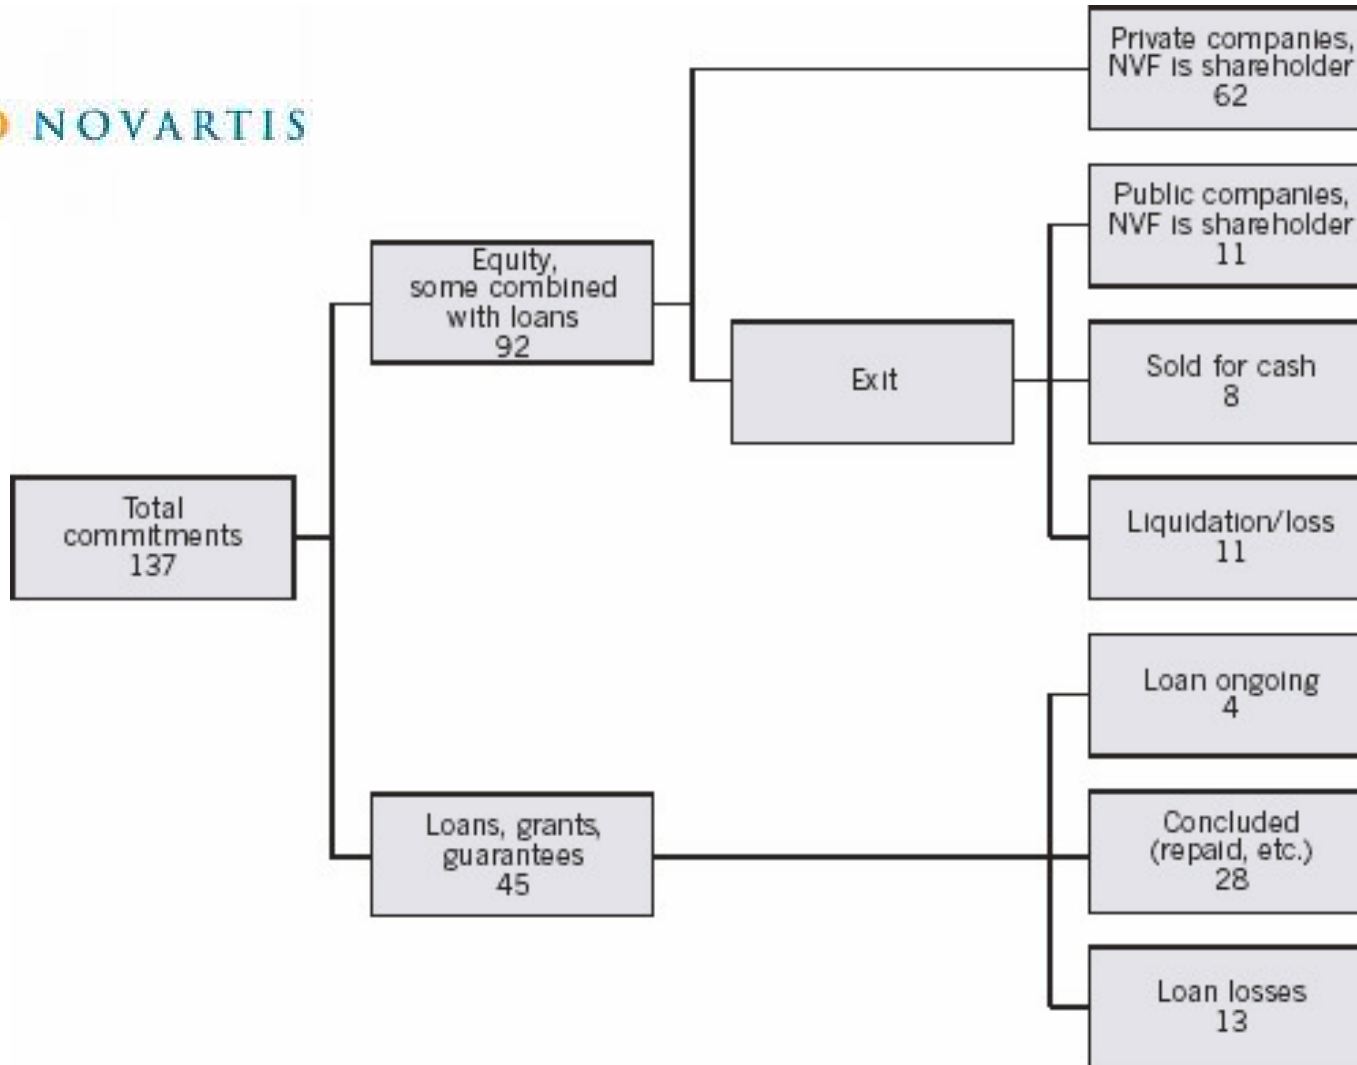 NOVARTIS
Private companies,
NVF is shareholder
62
Public companies,
NVF is shareholder
11
Equity,
some combined
with loans
92
Exit
Sold for cash
8
Total
commitments
137
Liquidation/loss
11
Loan ongoing
4
Loans, grants,
guarantees
45
Concluded
(repaid, etc.)
28
Loan losses
13